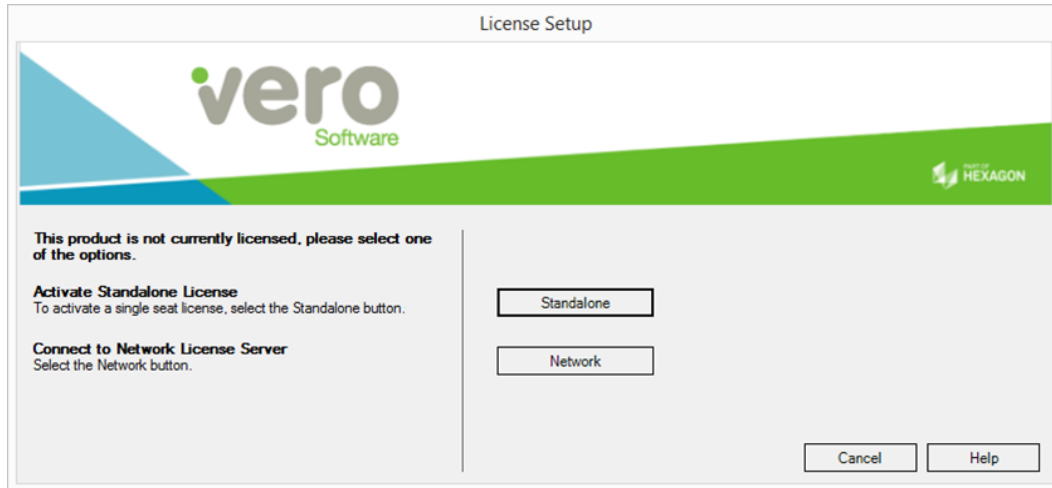 License Setup
vero
Software
PART OF
HEXAGON
This product is not currently licensed, please select one
of the options.
Activate Standalone License
To activate a single seat license, select the Standalone button.
Standalone
Connect to Network License Server
Select the Network button.
Network
Cancel
Help